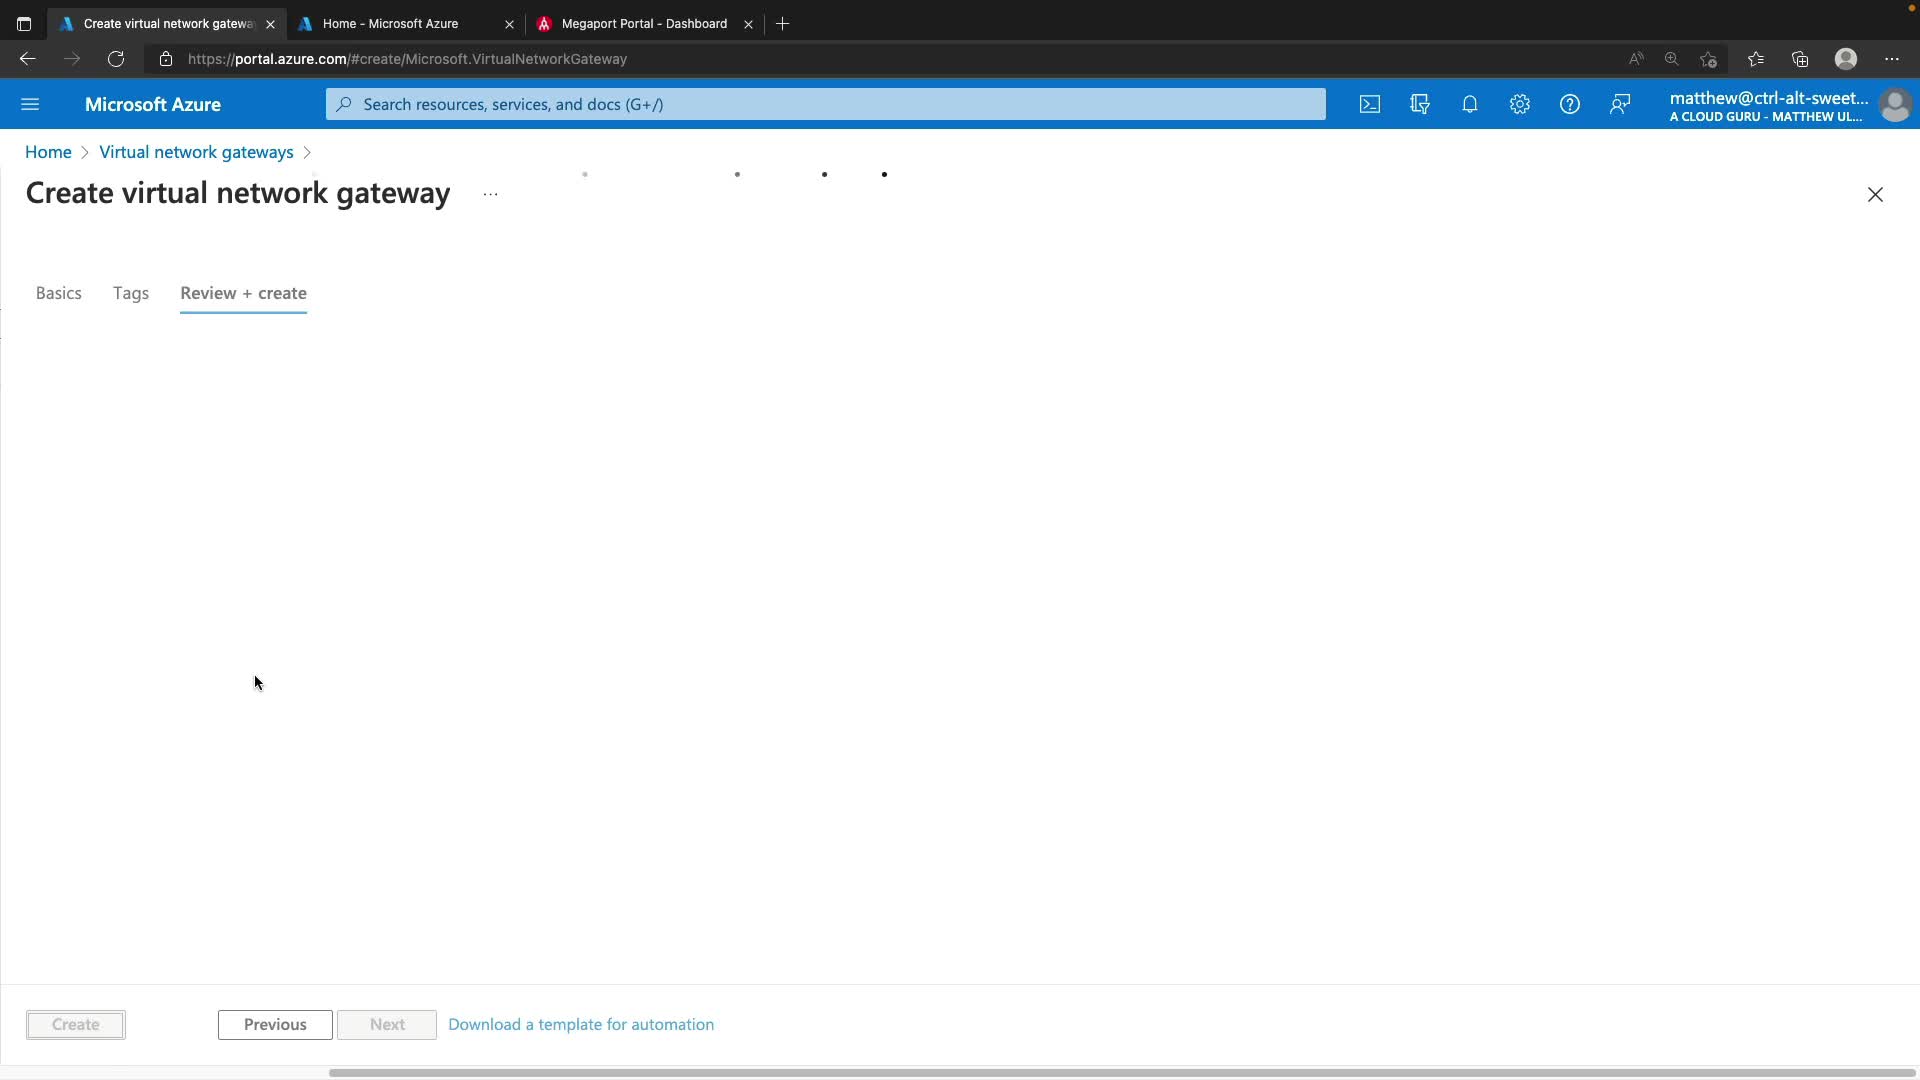 Create virtual network gatewa
Home - Microsoft Azure
Megaport Portal - Dashboard
https://portal.azure.com/#create/Microsoft.VirtualNetworkGateway
Microsoft Azure
Search resources, services, and docs (G+/)
matthew@ctrl-alt-sweet...
A CLOUD GURU - MATTHEW UL...
Home > Virtual network gateways >
Create virtual network gateway ...
Basics
Tags
Review + create
Create
Previous
Next
Download a template for automation